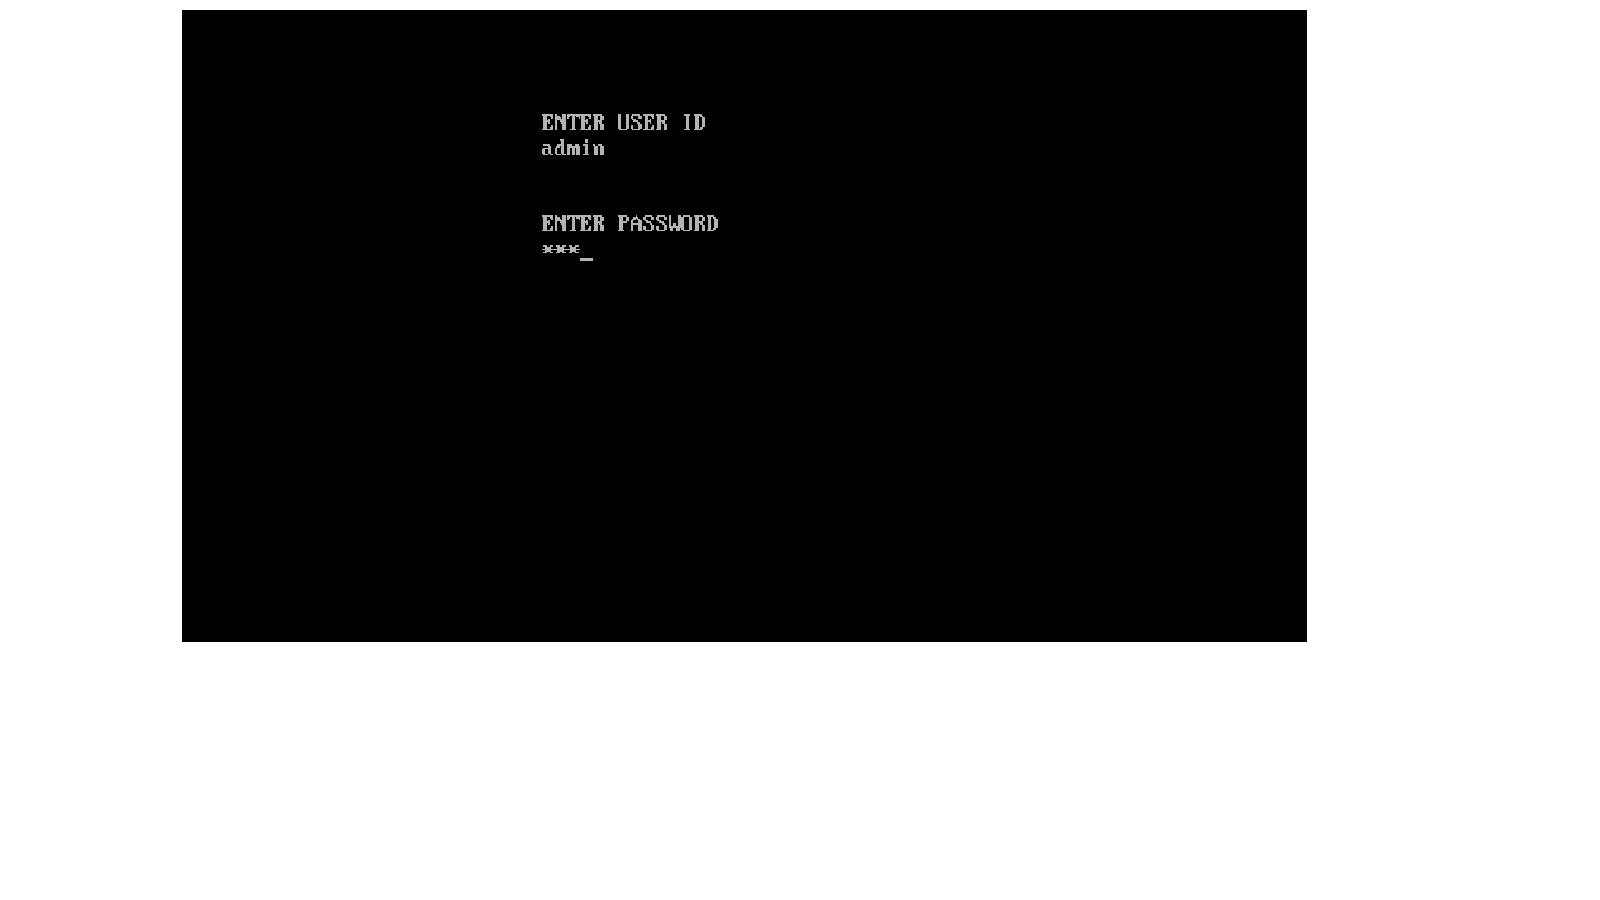 ENTER USER ID
admin
ENTER PASSWORD
***_